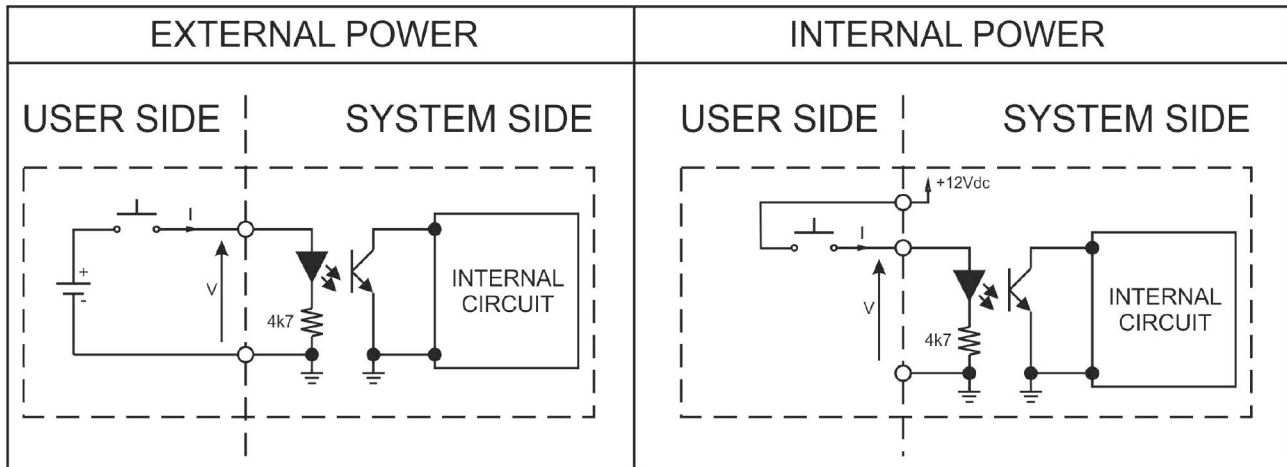 EXTERNAL POWER
INTERNAL POWER
USER SIDE
SYSTEM SIDE
I
+
-
V
4k7
INTERNAL
CIRCUIT
USER SIDE
SYSTEM SIDE
+12Vdc
I
V
4k7
INTERNAL
CIRCUIT